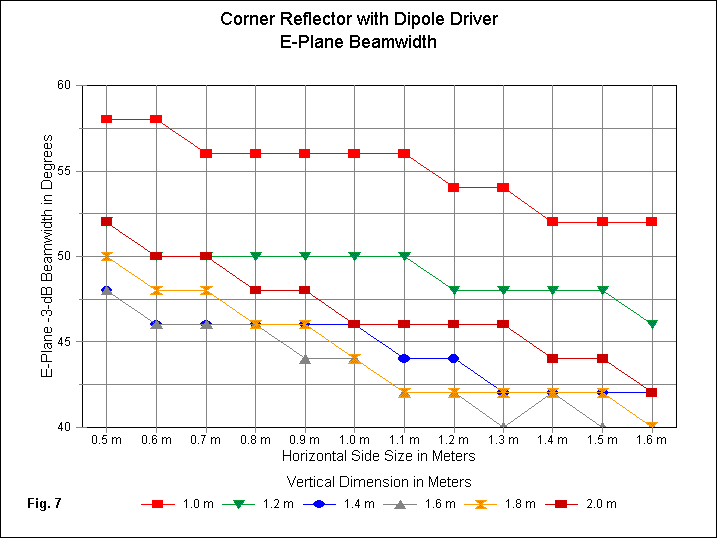 Corner Reflector with Dipole Driver
E-Plane Beamwidth
E-Plane -3-dB Beamwidth in Degrees
60
55
50
45
40
0.5 m 0.6 m 0.7 m 0.8 m 0.9 m 1.0 m 1.1 m 1.2 m 1.3 m 1.4 m 1.5 m 1.6 m
Horizontal Side Size in Meters
Vertical Dimension in Meters
Fig. 7 1.0 m 1.2 m 1.4 m 1.6 m 1.8 m 2.0 m